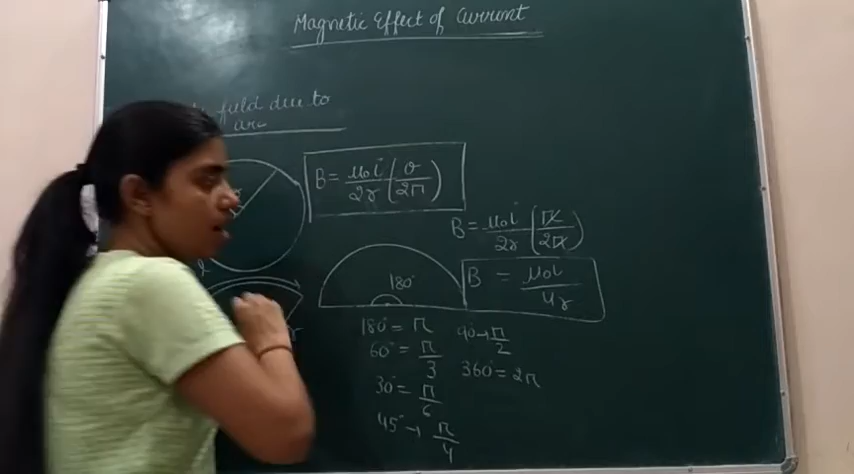 Magnetic Effect of Current
field due to
arc
B = μ₀i/2r (θ/2π)
B = μ₀i/2r (π/2π)
180°
B = μ₀i/4r
180° = π
90 → π/2
60° = π/3
360° = 2π
30° = π/6
45° → π/4